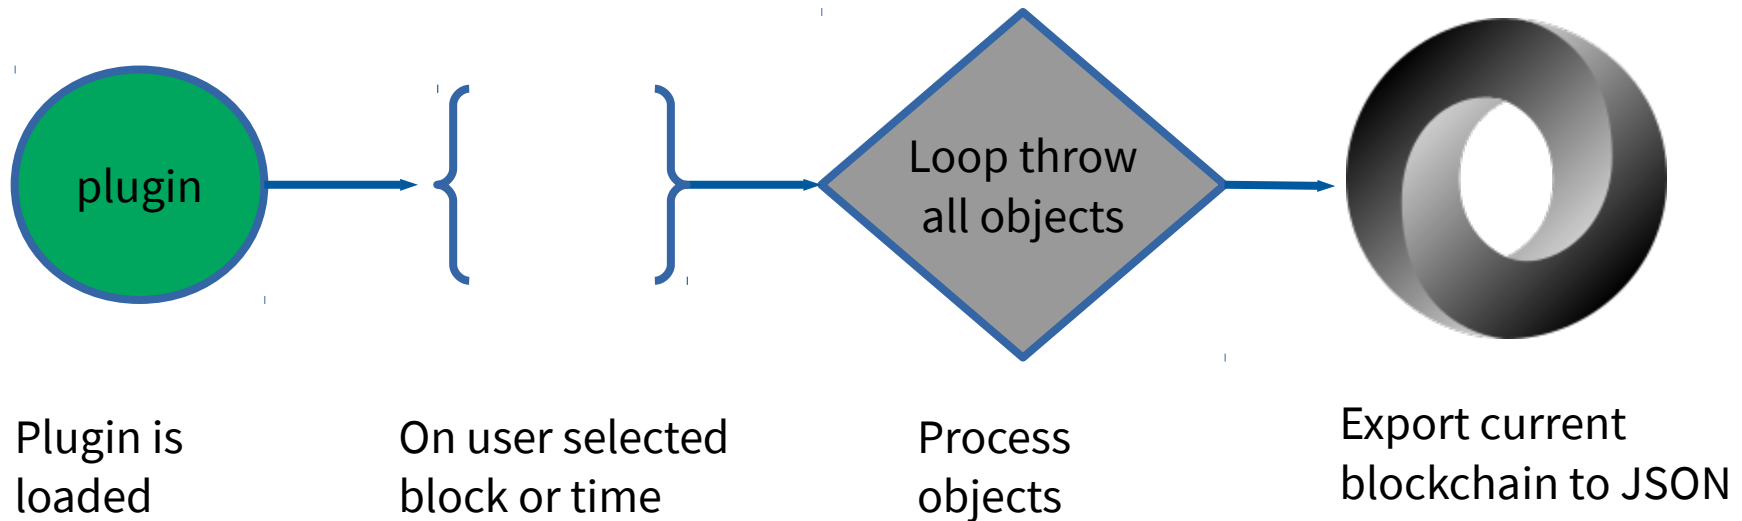 plugin
Loop throw
all objects
Plugin is
loaded
On user selected
block or time
Process
objects
Export current
blockchain to JSON